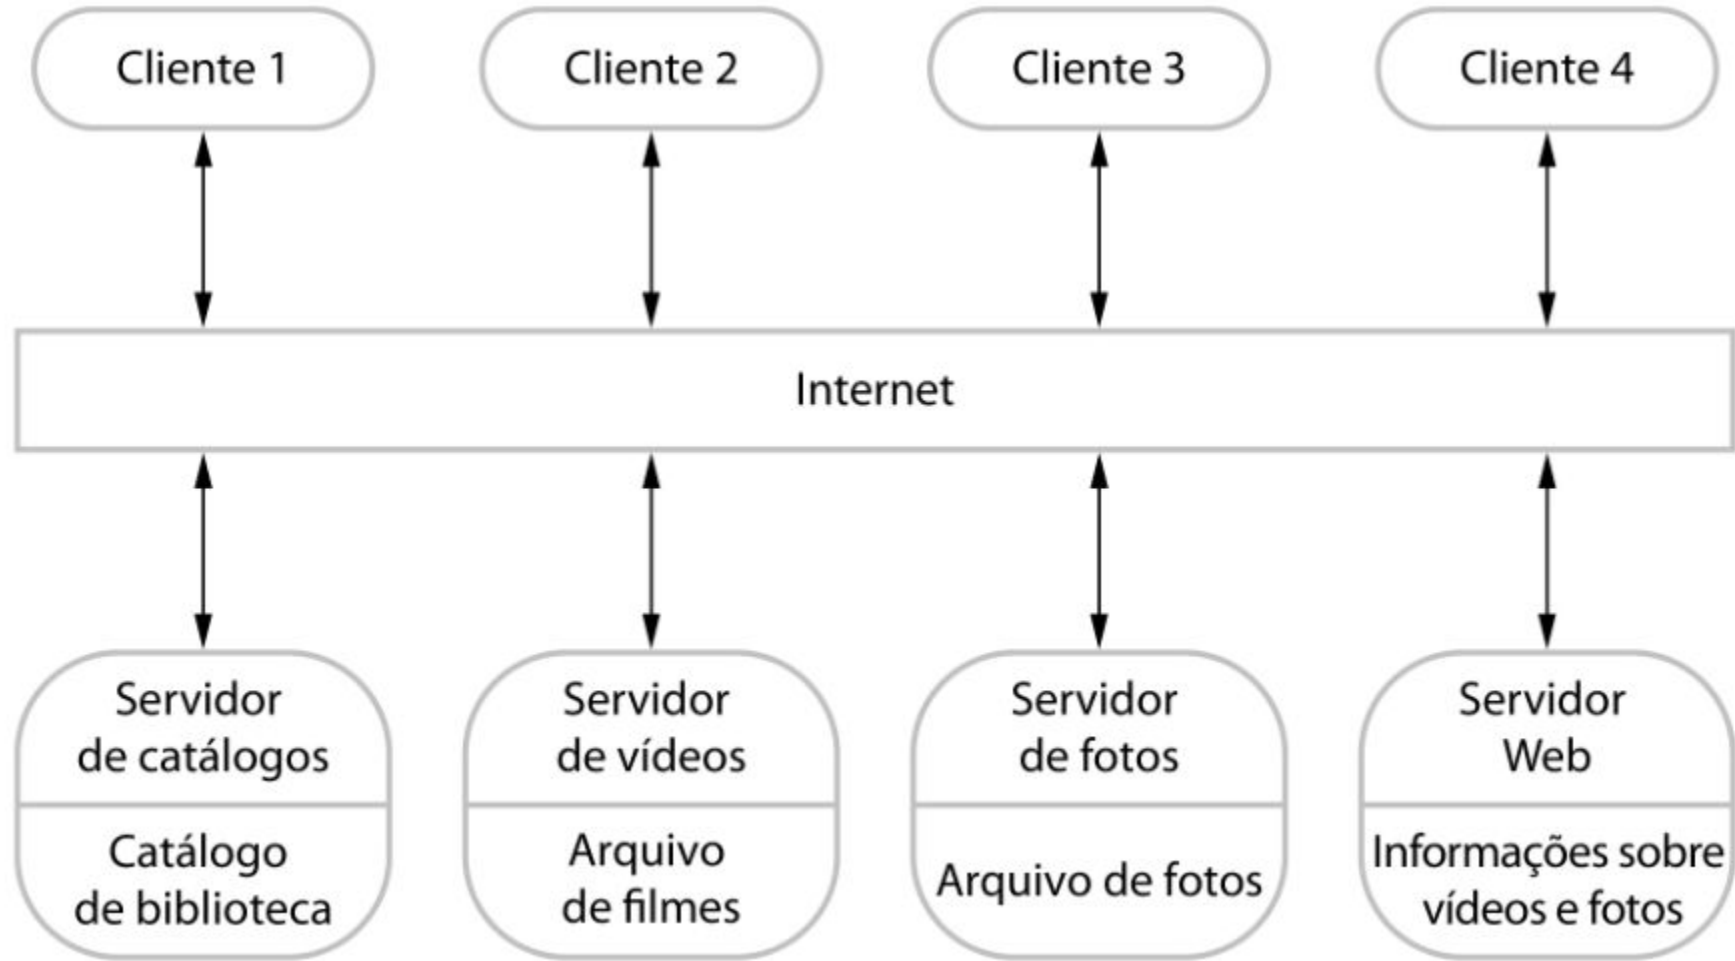 Cliente 1
Cliente 2
Cliente 3
Cliente 4
Internet
Servidor
de catálogos
Catálogo
de biblioteca
Servidor
de vídeos
Arquivo
de filmes
Servidor
de fotos
Arquivo de fotos
Servidor
Web
Informações sobre
vídeos e fotos